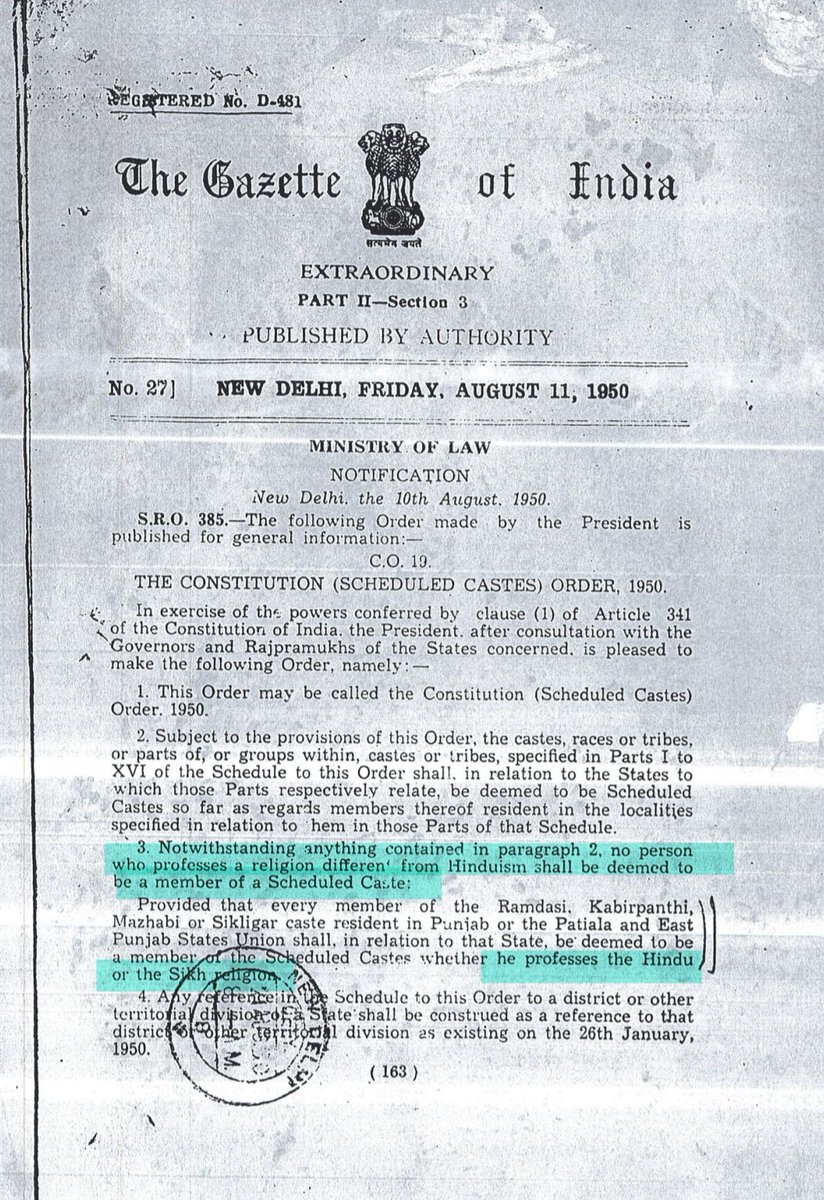 REGISTERED No. D-481
The Gazette of India
सत्यमेव जयते
EXTRAORDINARY
PART II—Section 3
PUBLISHED BY AUTHORITY
No. 27] NEW DELHI, FRIDAY, AUGUST 11, 1950
MINISTRY OF LAW
NOTIFICATION
New Delhi, the 10th August, 1950.
S.R.O. 385.—The following Order made by the President is
published for general information:—
C.O. 19.
THE CONSTITUTION (SCHEDULED CASTES) ORDER, 1950.
In exercise of the powers conferred by clause (1) of Article 341
of the Constitution of India, the President, after consultation with the
Governors and Rajpramukhs of the States concerned, is pleased to
make the following Order, namely:—
1. This Order may be called the Constitution (Scheduled Castes)
Order, 1950.
2. Subject to the provisions of this Order, the castes, races or tribes,
or parts of, or groups within, castes or tribes, specified in Parts I to
XVI of the Schedule to this Order shall, in relation to the States to
which those Parts respectively relate, be deemed to be Scheduled
Castes so far as regards members thereof resident in the localities
specified in relation to hem in those Parts of that Schedule.
3. Notwithstanding anything contained in paragraph 2, no person
who professes a religion differen' from Hinduism shall be deemed to
be a member of a Scheduled Caste:
Provided that every member of the Ramdasi, Kabirpanthi,
Mazhabi or Sikligar caste resident in Punjab or the Patiala and East
Punjab States Union shall, in relation to that State, be deemed to be
a member of the Scheduled Castes whether he professes the Hindu
or the Sikh religion.
4. Any reference in the Schedule to this Order to a district or other
territorial division of a State shall be construed as a reference to that
district or other territorial division as existing on the 26th January,
1950.
NEW DELHI
(163)